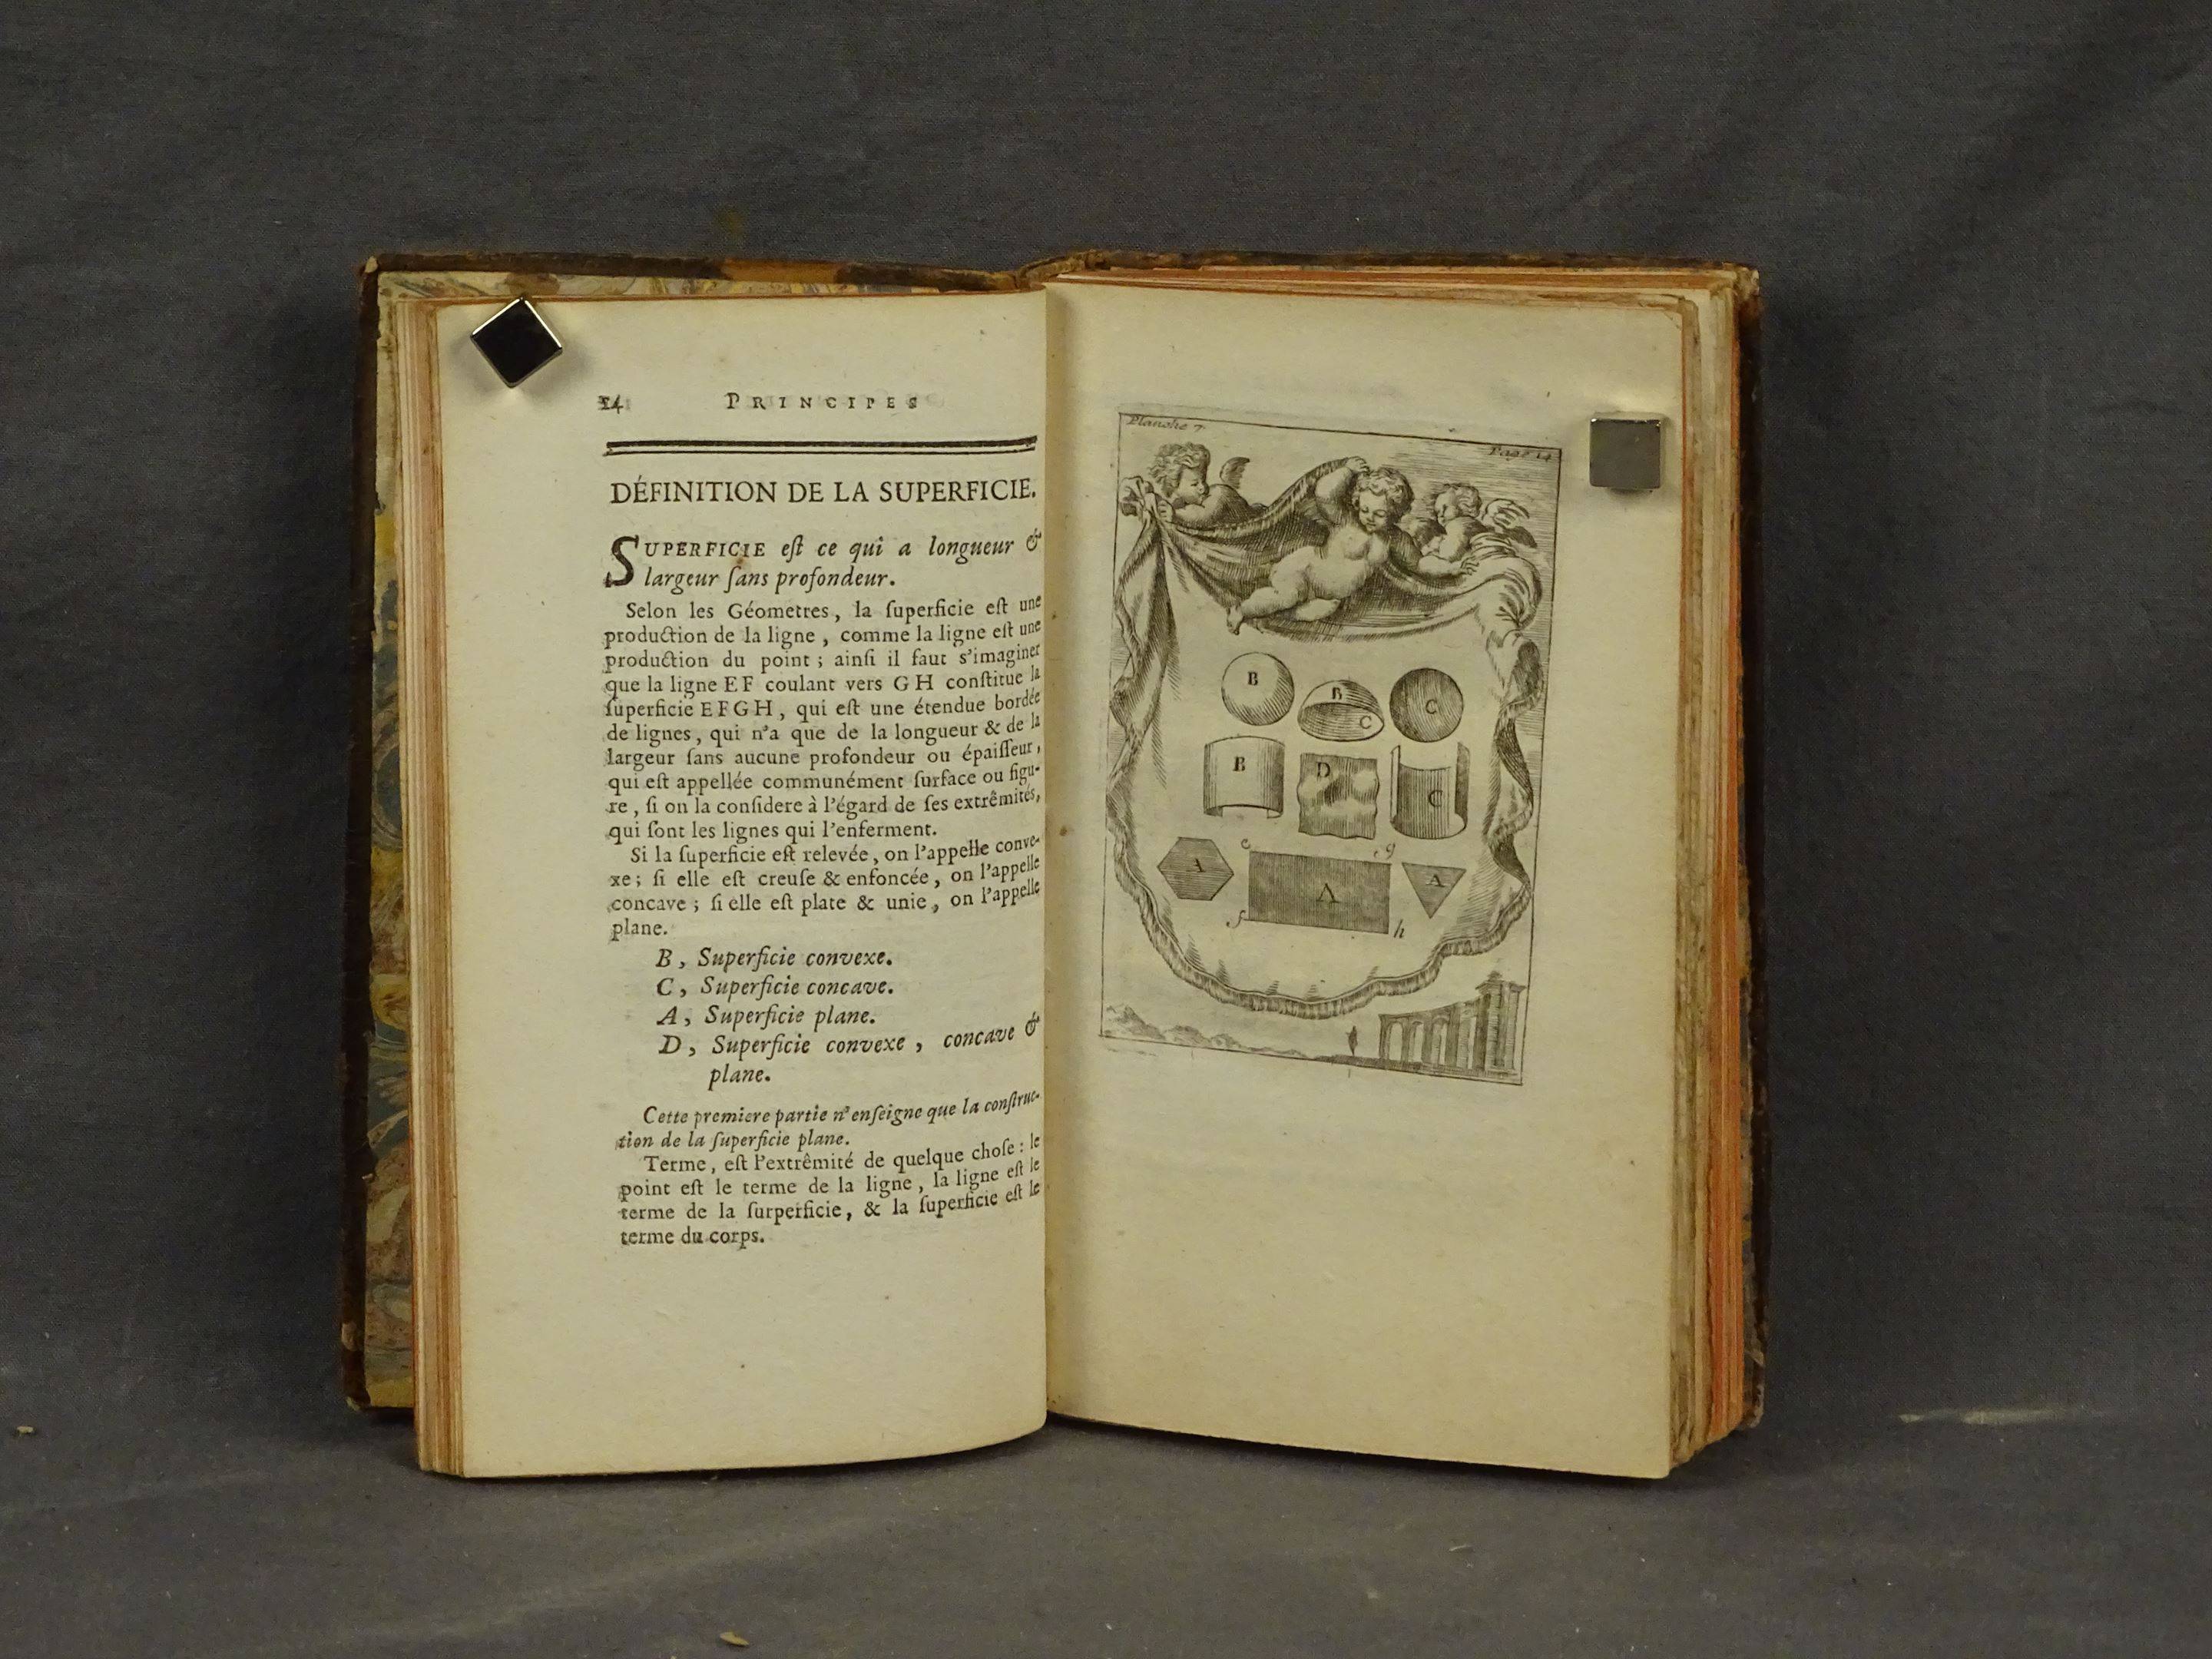 14 PRINCIPES
DÉFINITION DE LA SUPERFICIE.
SUPERFICIE eſt ce qui a longueur &
largeur ſans profondeur.
Selon les Géometres, la ſuperficie eſt une
production de la ligne, comme la ligne eſt une
production du point; ainſi il faut s'imaginer
que la ligne EF coulant vers GH conſtitue la
ſuperficie EFGH, qui eſt une étendue bordée
de lignes, qui n'a que de la longueur & de la
largeur ſans aucune profondeur ou épaiſſeur,
qui eſt appellée communément ſurface ou figu-
re, ſi on la conſidere à l'égard de ſes extrêmités,
qui ſont les lignes qui l'enferment.
Si la ſuperficie eſt relevée, on l'appelle conve-
xe; ſi elle eſt creuſe & enfoncée, on l'appelle
concave; ſi elle eſt plate & unie, on l'appelle
plane.
B, Superficie convexe.
C, Superficie concave.
A, Superficie plane.
D, Superficie convexe, concave &
plane.
Cette premiere partie n'enſeigne que la conſtruc-
tion de la ſuperficie plane.
Terme, eſt l'extrêmité de quelque choſe: le
point eſt le terme de la ligne, la ligne eſt le
terme de la ſurperficie, & la ſuperficie eſt le
terme du corps.
Planche 7
Page 14
B B C C
B D C
A e g A A
f h